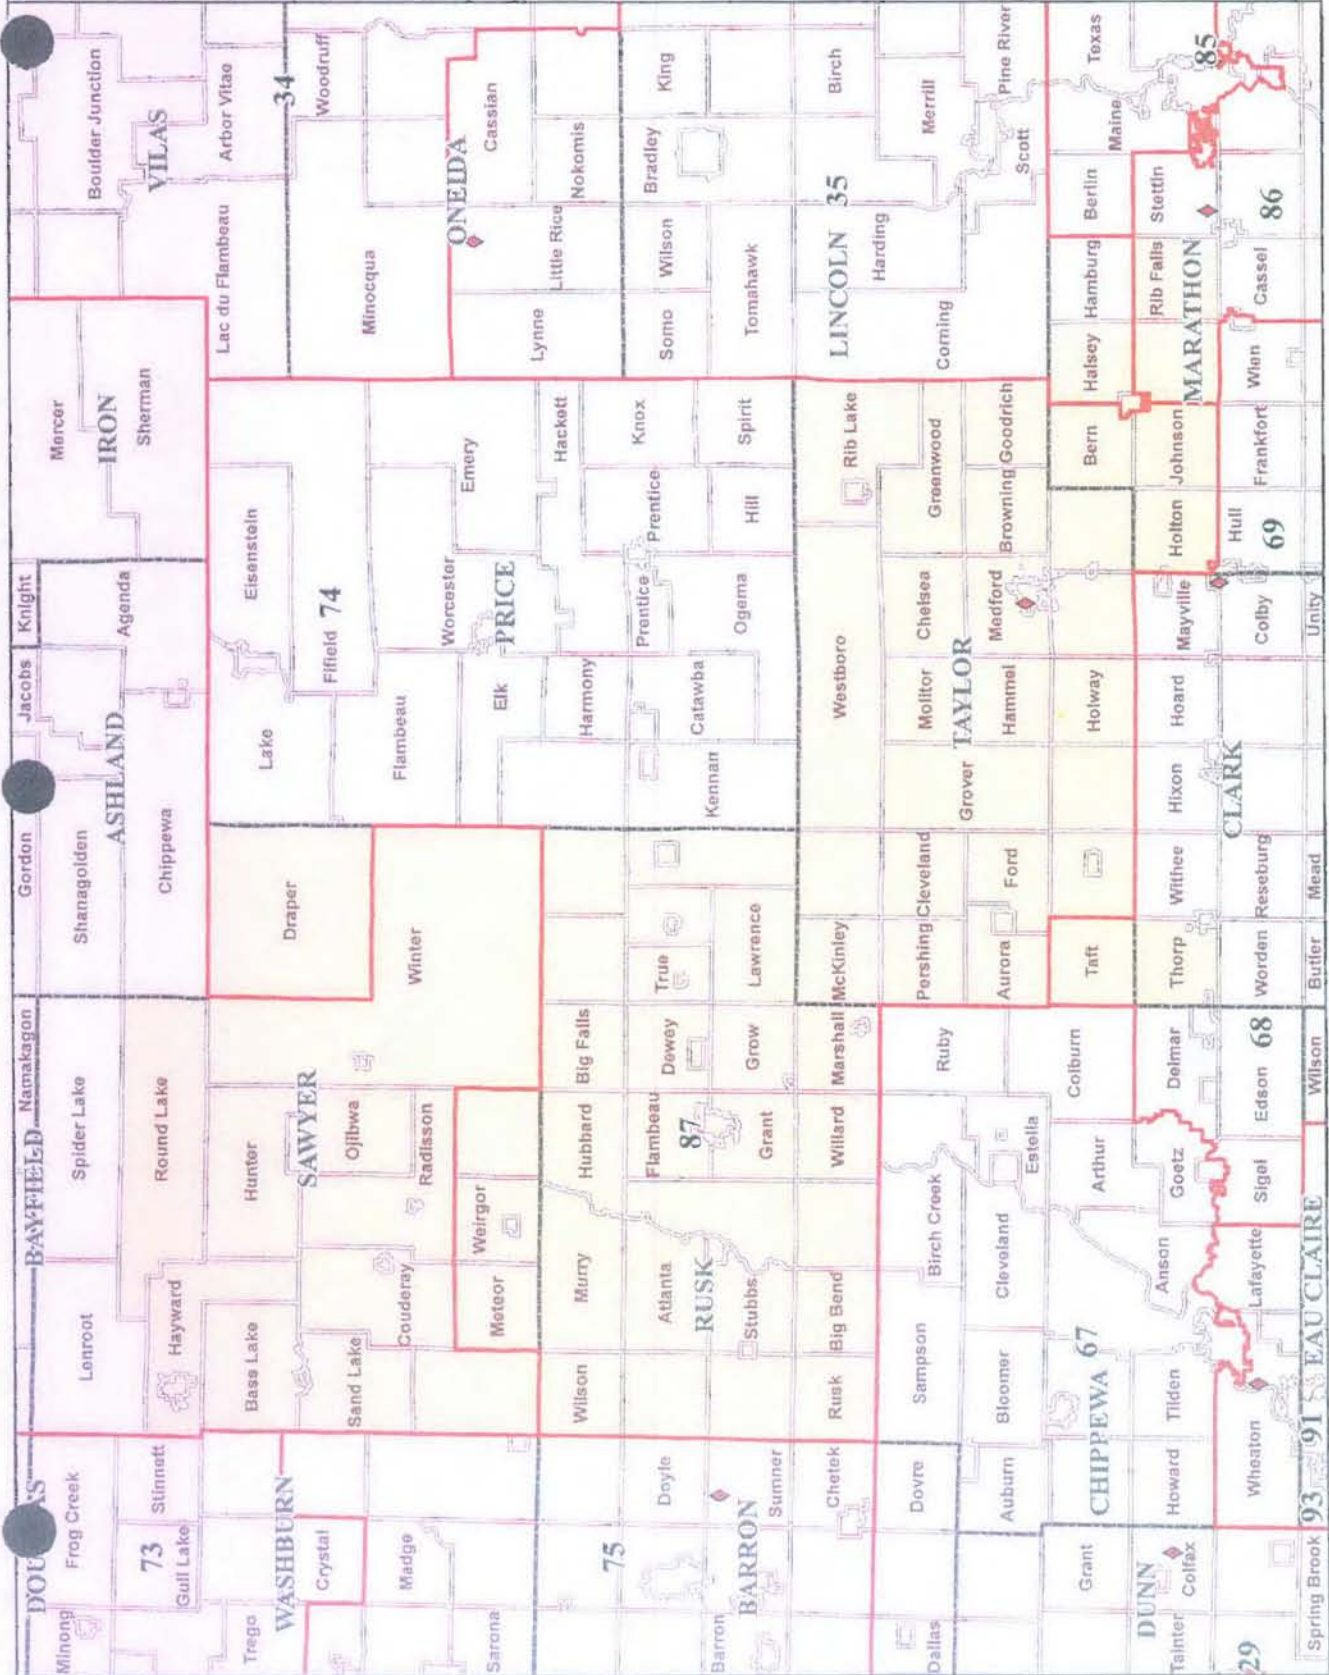 DOU AS
BAYFIELD
Namakagon
Gordon
Jacobs
Knight
Minong
Frog Creek
Lenroot
Spider Lake
Shanagolden
Mercer
Boulder Junction
ASHLAND
Agenda
IRON
73
Stinnett
Round Lake
Sherman
VILAS
Gull Lake
Hayward
Chippewa
Arbor Vitae
Trego
Bass Lake
Hunter
Eisenstein
Lac du Flambeau
WASHBURN
Lake
34
Crystal
SAWYER
Draper
Fifield 74
Woodruff
Sand Lake
Ojibwa
Minocqua
Madge
Couderay
Radisson
Winter
Flambeau
Worcester
Emery
ONEIDA
Sarona
Meteor
Weirgor
Elk
PRICE
Cassian
Lynne
Little Rice
Wilson
Murry
Hubbard
Big Falls
Harmony
Hackett
Nokomis
75
Doyle
Atlanta
Flambeau
Dewey
True
Prentice
Prentice
Knox
Somo
Wilson
Bradley
King
RUSK
87
Catawba
Barron
BARRON
Sumner
Stubbs
Grant
Grow
Lawrence
Kennan
Ogema
Hill
Spirit
Tomahawk
Chetek
Rusk
Big Bend
Willard
Marshall
McKinley
Westboro
Rib Lake
LINCOLN 35
Birch
Harding
Dallas
Dovre
Sampson
Birch Creek
Ruby
Pershing
Cleveland
Molitor
Chelsea
Greenwood
Corning
Merrill
Grover
TAYLOR
Auburn
Bloomer
Cleveland
Estella
Aurora
Ford
Hammel
Medford
Browning
Goodrich
Scott
Pine River
Grant
CHIPPEWA 67
Arthur
Colburn
Taft
Holway
Bern
Halsey
Hamburg
Berlin
Maine
Texas
DUNN
Tainter
Colfax
Howard
Tilden
Anson
Goetz
Delmar
Thorp
Withee
Hixon
Hoard
Mayville
Holton
Johnson
Rib Falls
Stettin
MARATHON
85
CLARK
29
Wheaton
Lafayette
Sigel
Edson 68
Worden
Reseburg
Colby
Hull
69
Frankfort
Wien
Cassel
86
Spring Brook
93
91
EAU CLAIRE
Wilson
Butler
Mead
Unity